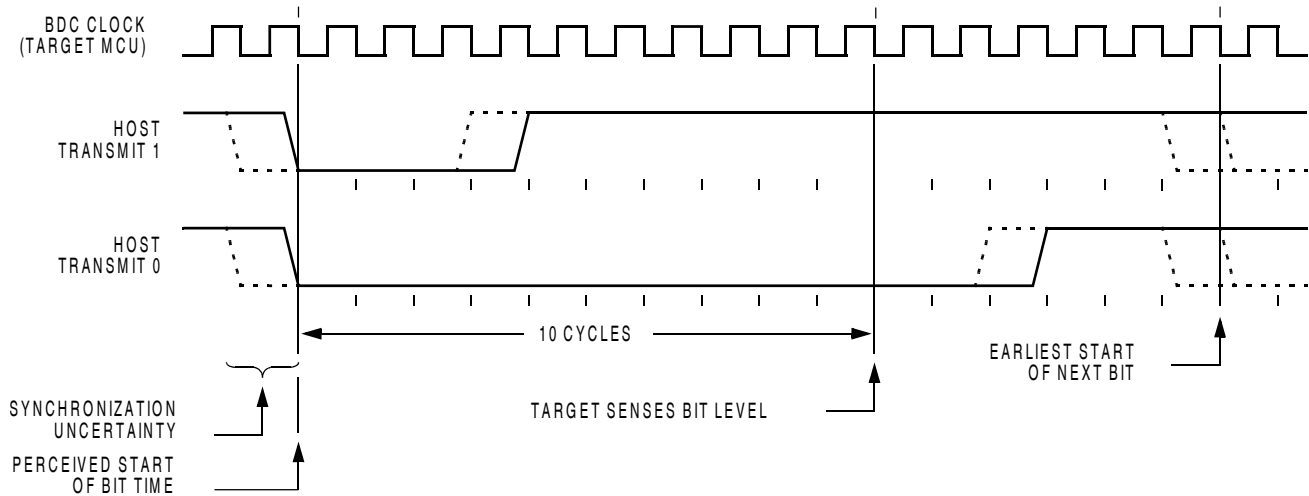 BDC CLOCK
(TARGET MCU)
HOST
TRANSMIT 1
HOST
TRANSMIT 0
10 CYCLES
EARLIEST START
OF NEXT BIT
SYNCHRONIZATION
UNCERTAINTY
TARGET SENSES BIT LEVEL
PERCEIVED START
OF BIT TIME